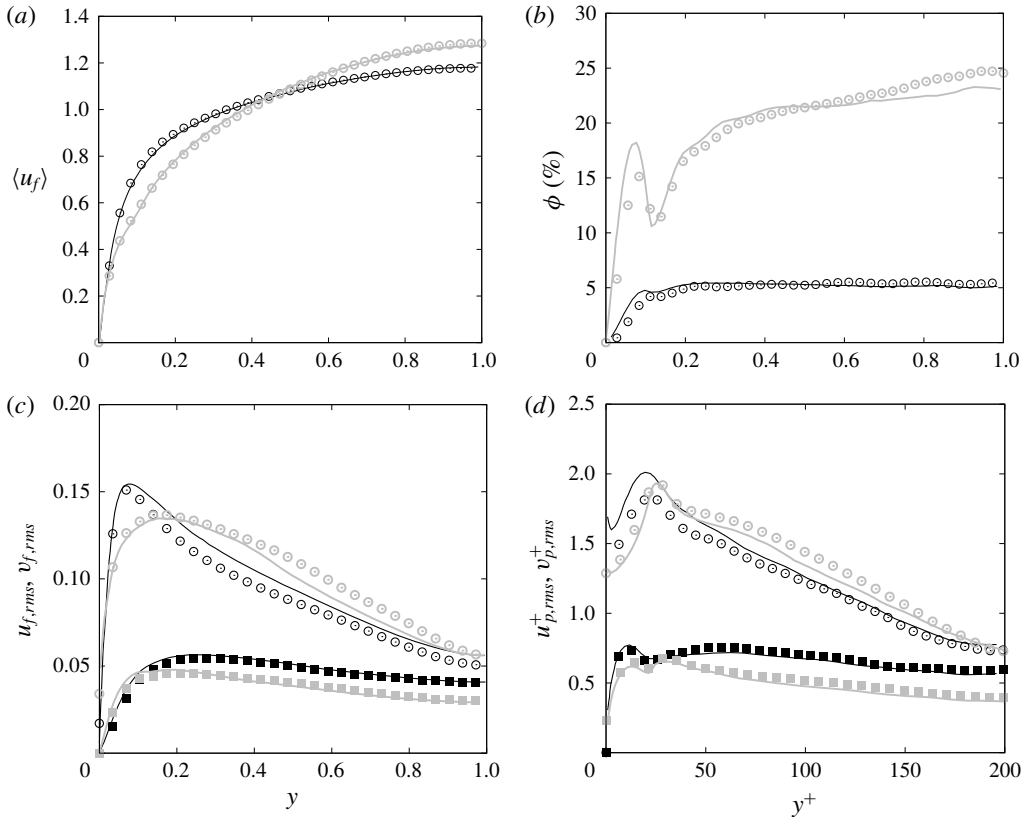 (a)
1.4
1.2
1.0
0.8
0.6
0.4
0.2
⟨u_f⟩
0 0.2 0.4 0.6 0.8 1.0
(b)
30
25
20
15
10
5
ϕ (%)
0 0.2 0.4 0.6 0.8 1.0
(c)
0.20
0.15
0.10
0.05
u_{f,rms}, v_{f,rms}
0 0.2 0.4 0.6 0.8 1.0
y
(d)
2.5
2.0
1.5
1.0
0.5
u^+_{p,rms}, v^+_{p,rms}
0 50 100 150 200
y^+